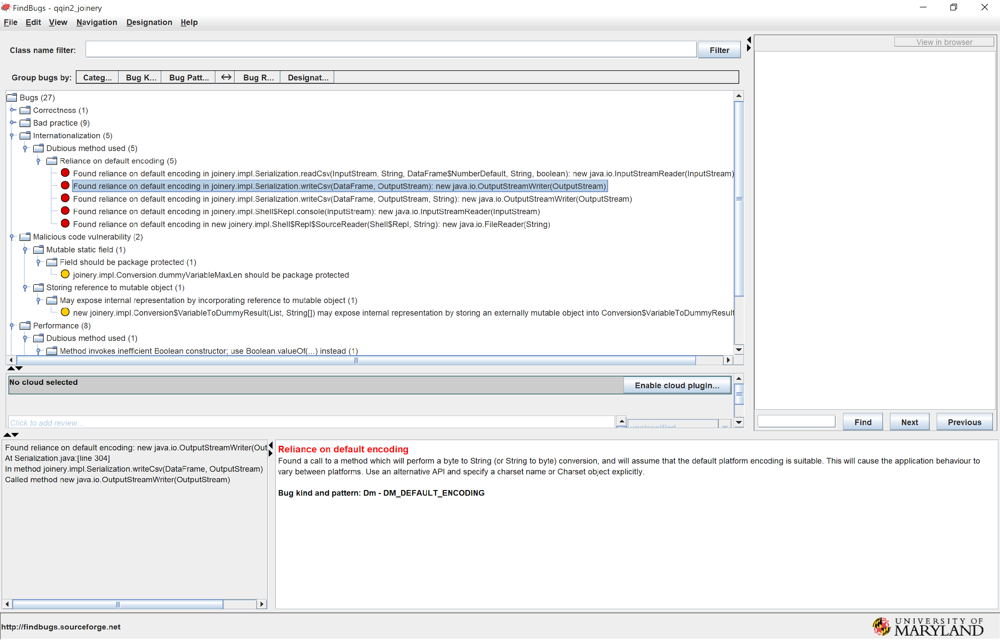 FindBugs - qqin2_joinery
File Edit View Navigation Designation Help
Class name filter:
Filter
View in browser
Group bugs by: Categ... Bug K... Bug Patt... Bug R... Designat...
Bugs (27)
Correctness (1)
Bad practice (9)
Internationalization (5)
Dubious method used (5)
Reliance on default encoding (5)
Found reliance on default encoding in joinery.impl.Serialization.readCsv(InputStream, String, DataFrame$NumberDefault, String, boolean): new java.io.InputStreamReader(InputStream)
Found reliance on default encoding in joinery.impl.Serialization.writeCsv(DataFrame, OutputStream): new java.io.OutputStreamWriter(OutputStream)
Found reliance on default encoding in joinery.impl.Serialization.writeCsv(DataFrame, OutputStream, String): new java.io.OutputStreamWriter(OutputStream)
Found reliance on default encoding in joinery.impl.Shell$Repl.console(InputStream): new java.io.InputStreamReader(InputStream)
Found reliance on default encoding in new joinery.impl.Shell$Repl$SourceReader(Shell$Repl, String): new java.io.FileReader(String)
Malicious code vulnerability (2)
Mutable static field (1)
Field should be package protected (1)
joinery.impl.Conversion.dummyVariableMaxLen should be package protected
Storing reference to mutable object (1)
May expose internal representation by incorporating reference to mutable object (1)
new joinery.impl.Conversion$VariableToDummyResult(List, String[]) may expose internal representation by storing an externally mutable object into Conversion$VariableToDummyResult
Performance (8)
Dubious method used (1)
Method invokes inefficient Boolean constructor; use Boolean.valueOf(...) instead (1)
No cloud selected
Enable cloud plugin...
Click to add review...
unclassified
Find Next Previous
Found reliance on default encoding: new java.io.OutputStreamWriter(Out
At Serialization.java:[line 304]
In method joinery.impl.Serialization.writeCsv(DataFrame, OutputStream)
Called method new java.io.OutputStreamWriter(OutputStream)
Reliance on default encoding
Found a call to a method which will perform a byte to String (or String to byte) conversion, and will assume that the default platform encoding is suitable. This will cause the application behaviour to
vary between platforms. Use an alternative API and specify a charset name or Charset object explicitly.
Bug kind and pattern: Dm - DM_DEFAULT_ENCODING
http://findbugs.sourceforge.net
UNIVERSITY OF
MARYLAND